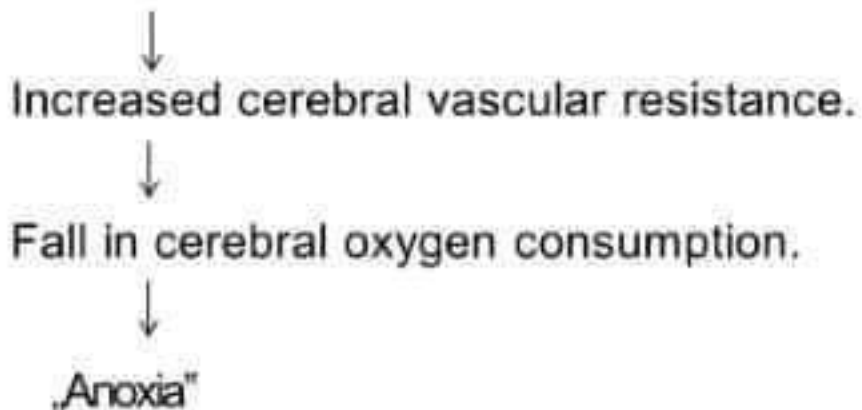 Increased cerebral vascular resistance.
Fall in cerebral oxygen consumption.
„Anoxia"